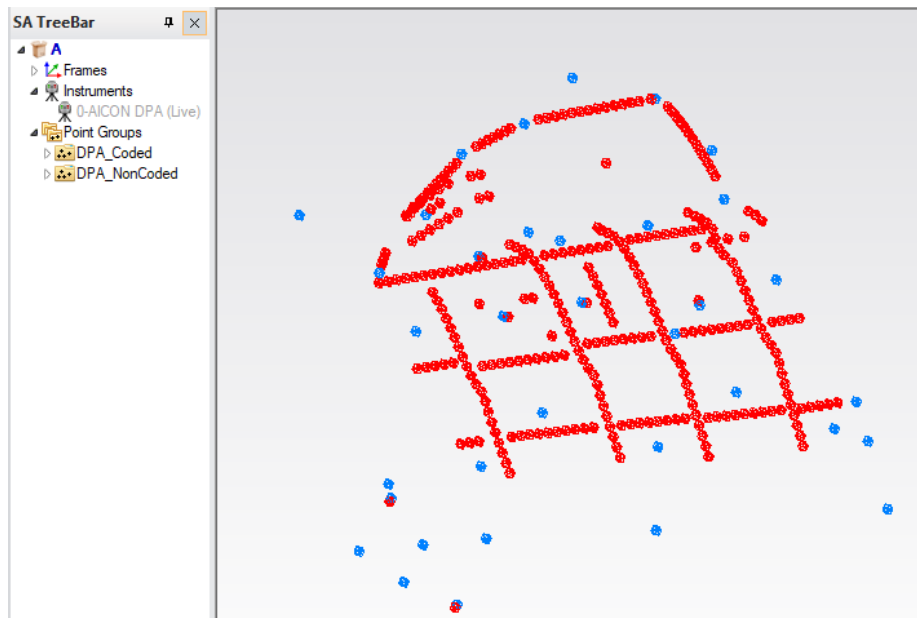 SA TreeBar
A
Frames
Instruments
0-AICON DPA (Live)
Point Groups
DPA_Coded
DPA_NonCoded